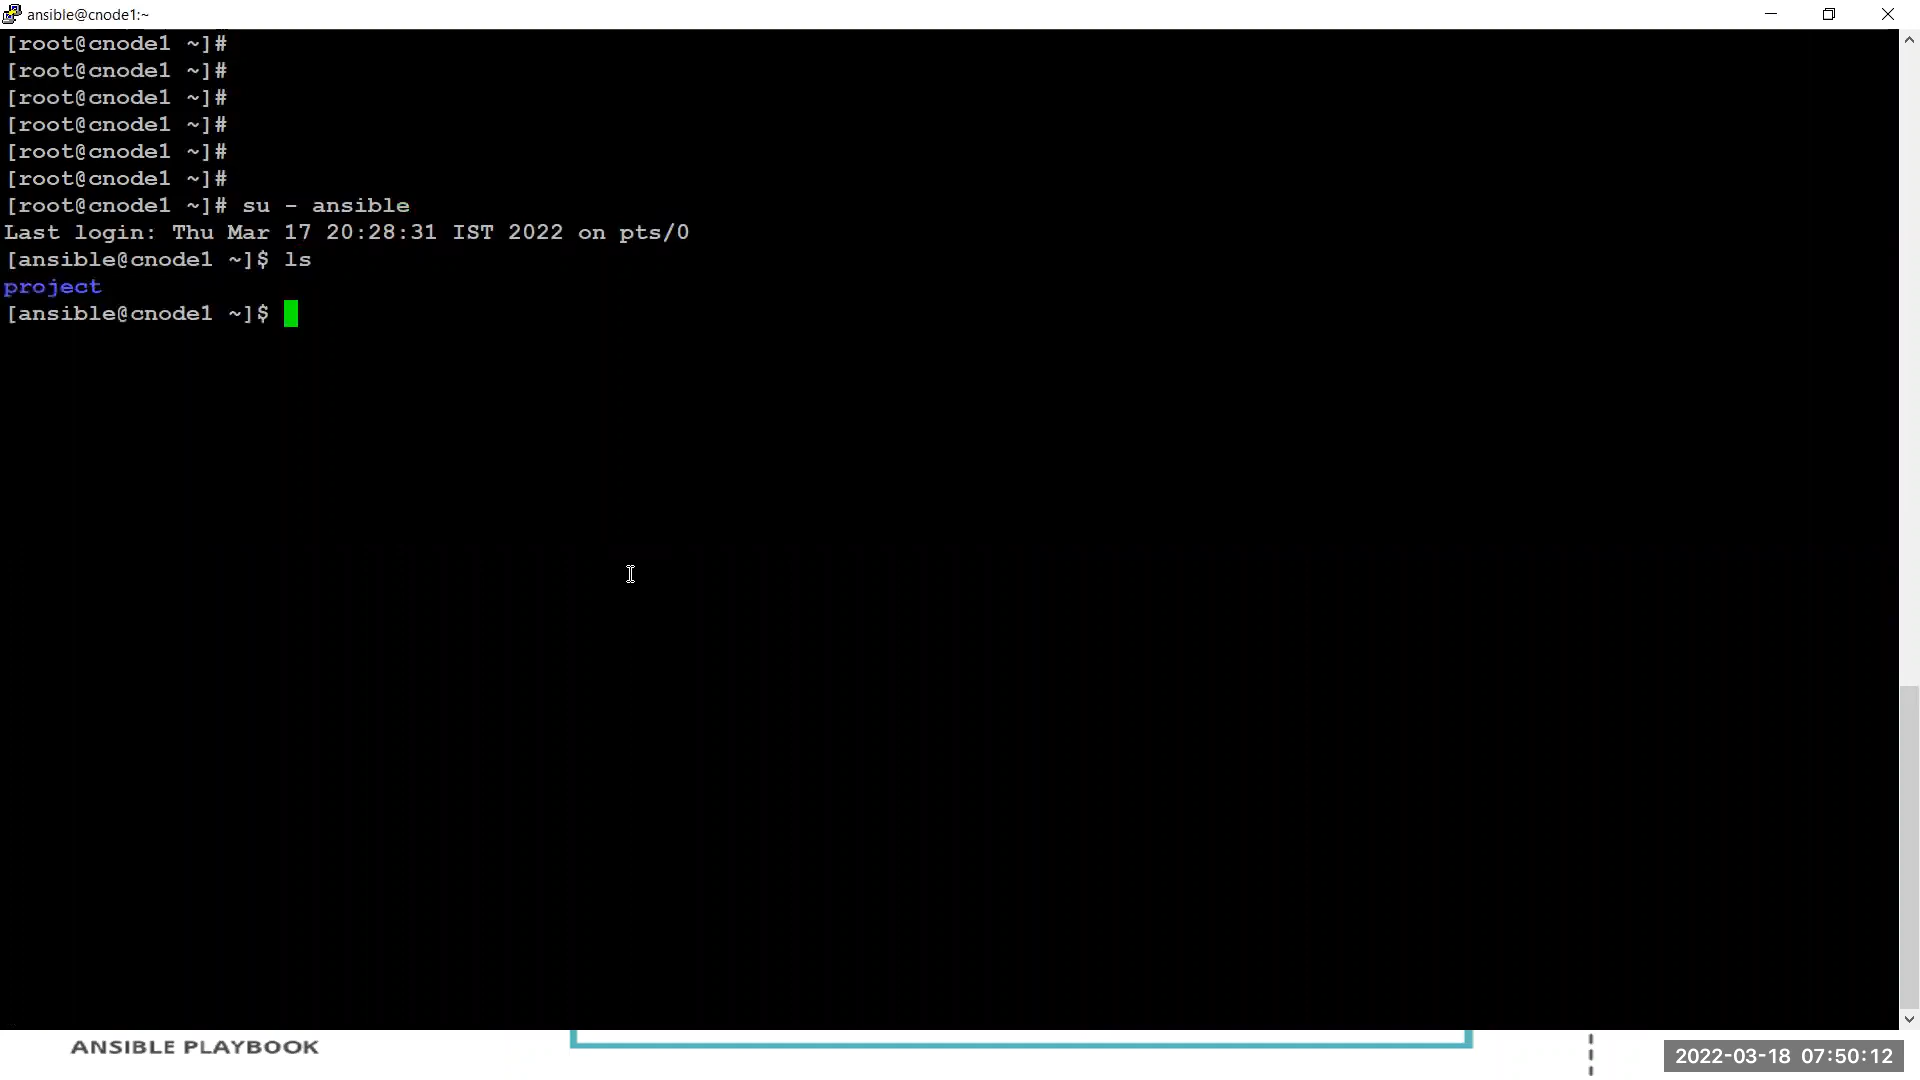 ansible@cnode1:~
[root@cnode1 ~]#
[root@cnode1 ~]#
[root@cnode1 ~]#
[root@cnode1 ~]#
[root@cnode1 ~]#
[root@cnode1 ~]#
[root@cnode1 ~]# su - ansible
Last login: Thu Mar 17 20:28:31 IST 2022 on pts/0
[ansible@cnode1 ~]$ ls
project
[ansible@cnode1 ~]$
ANSIBLE PLAYBOOK
2022-03-18 07:50:12